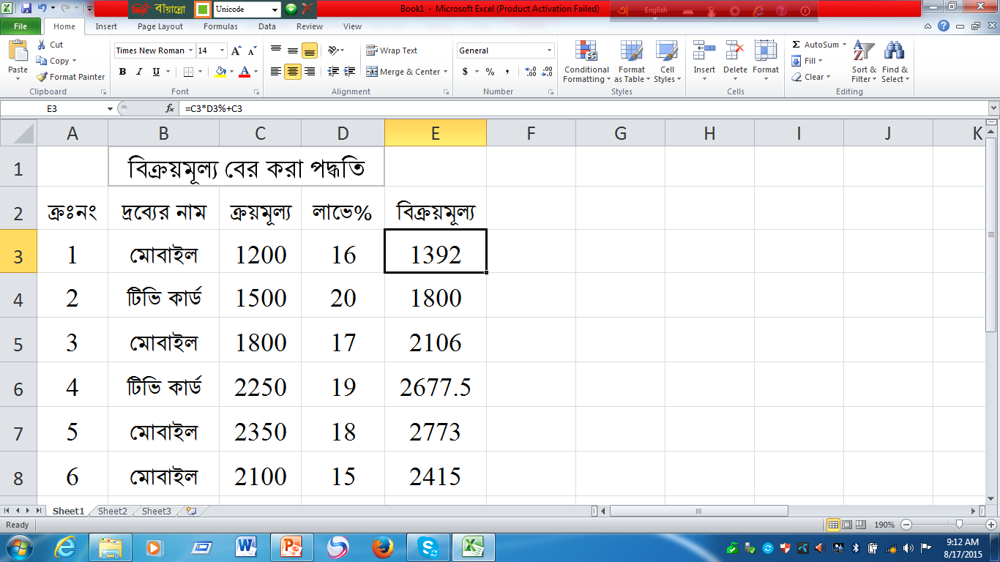 বায়ান্নো Unicode Book1 - Microsoft Excel (Product Activation Failed) English
File Home Insert Page Layout Formulas Data Review View
Paste Cut Copy Format Painter Clipboard
Times New Roman 14 B I U A Font
Wrap Text Merge & Center Alignment
General $ % , Number
Conditional Formatting Format as Table Cell Styles Styles
Insert Delete Format Cells
AutoSum Fill Clear Sort & Filter Find & Select Editing
E3 fx =C3*D3%+C3
A B C D E F G H I J K
1 বিক্রয়মূল্য বের করা পদ্ধতি
2 ক্রঃনং দ্রব্যের নাম ক্রয়মূল্য লাভে% বিক্রয়মূল্য
3 1 মোবাইল 1200 16 1392
4 2 টিভি কার্ড 1500 20 1800
5 3 মোবাইল 1800 17 2106
6 4 টিভি কার্ড 2250 19 2677.5
7 5 মোবাইল 2350 18 2773
8 6 মোবাইল 2100 15 2415
Sheet1 Sheet2 Sheet3
Ready 190%
9:12 AM
8/17/2015